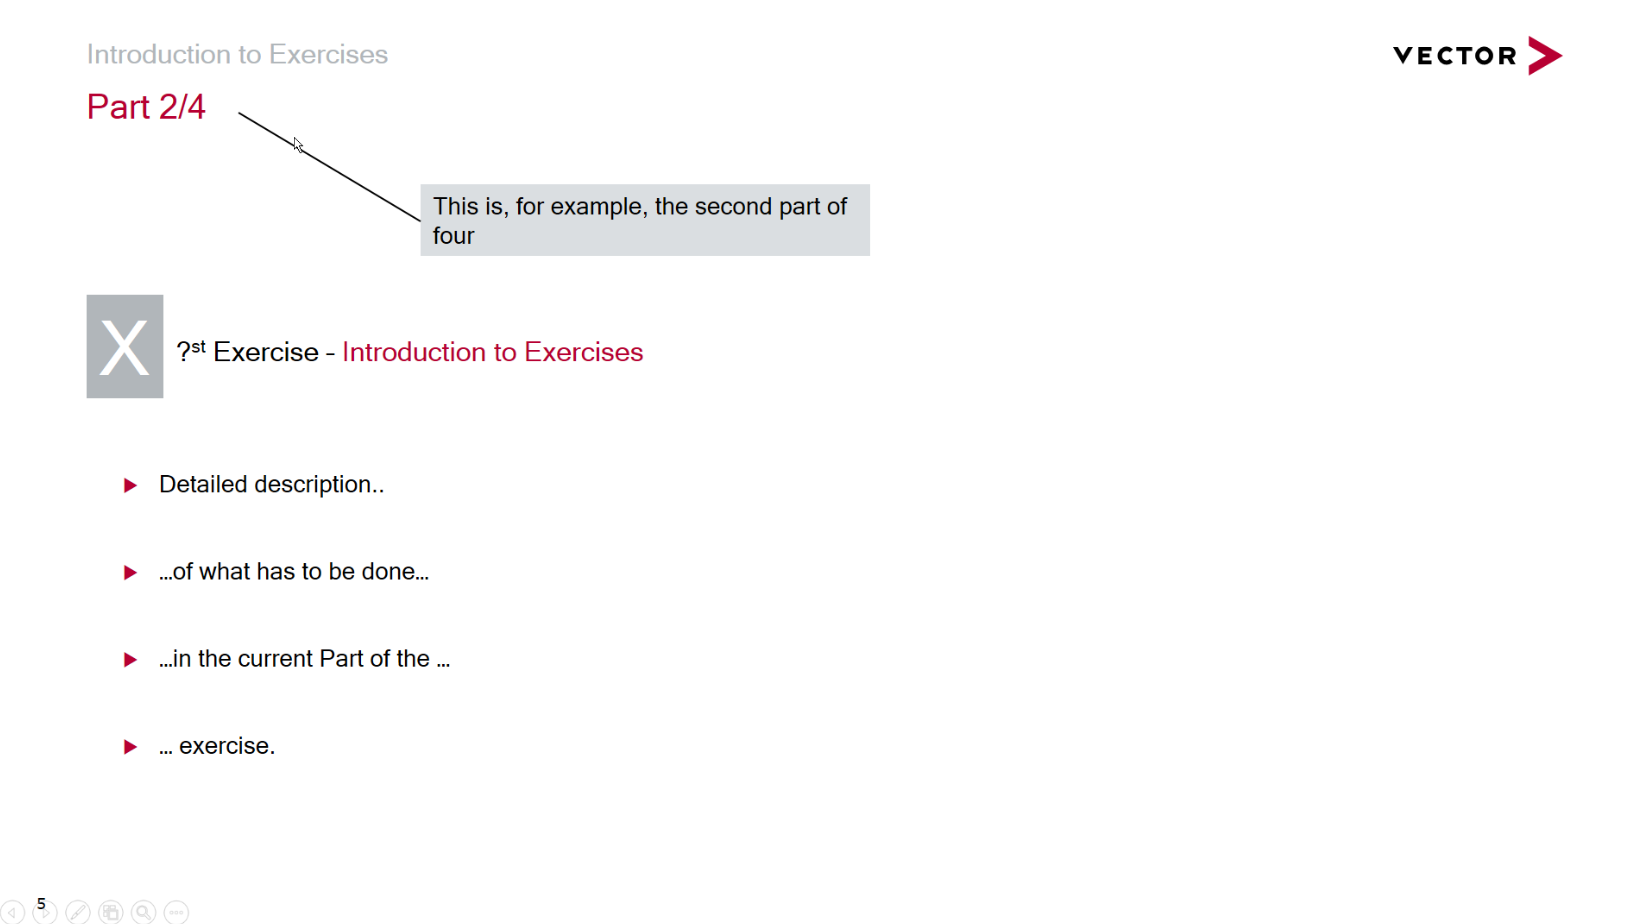 Introduction to Exercises
VECTOR
Part 2/4
This is, for example, the second part of
four
X
?st Exercise - Introduction to Exercises
Detailed description..
...of what has to be done...
...in the current Part of the ...
... exercise.
5